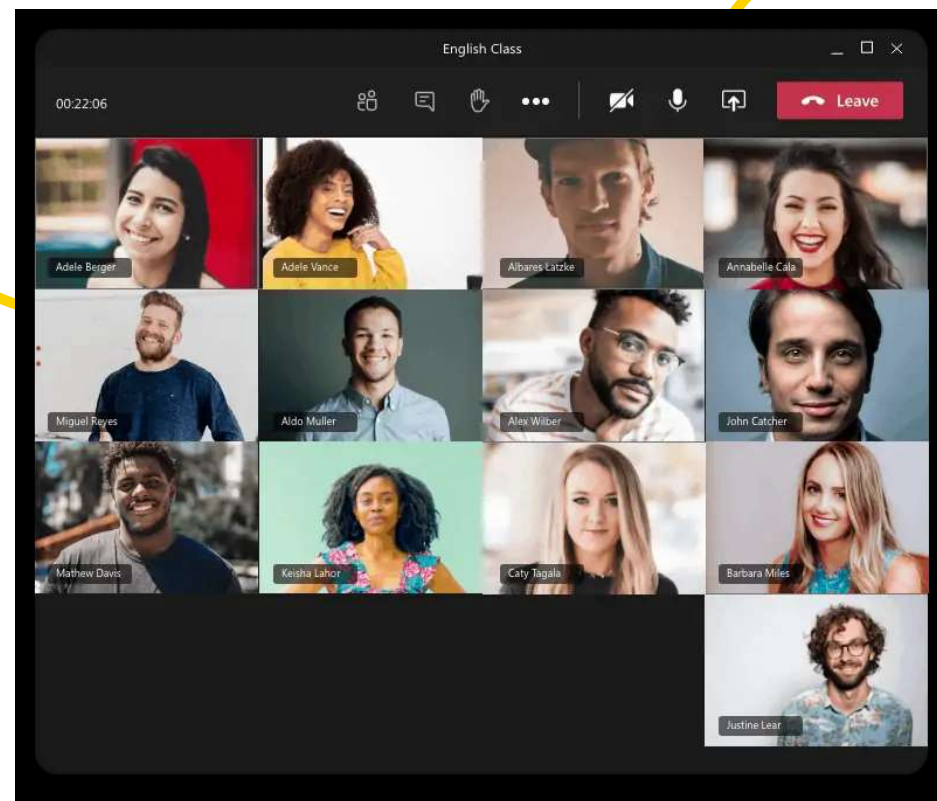 English Class
00:22:06
Leave
Adele Berger
Adele Vance
Albares Latzke
Annabelle Cala
Miguel Reyes
Aldo Muller
Alex Wilber
John Catcher
Mathew Davis
Keisha Lahor
Caty Tagala
Barbara Miles
Justine Lear